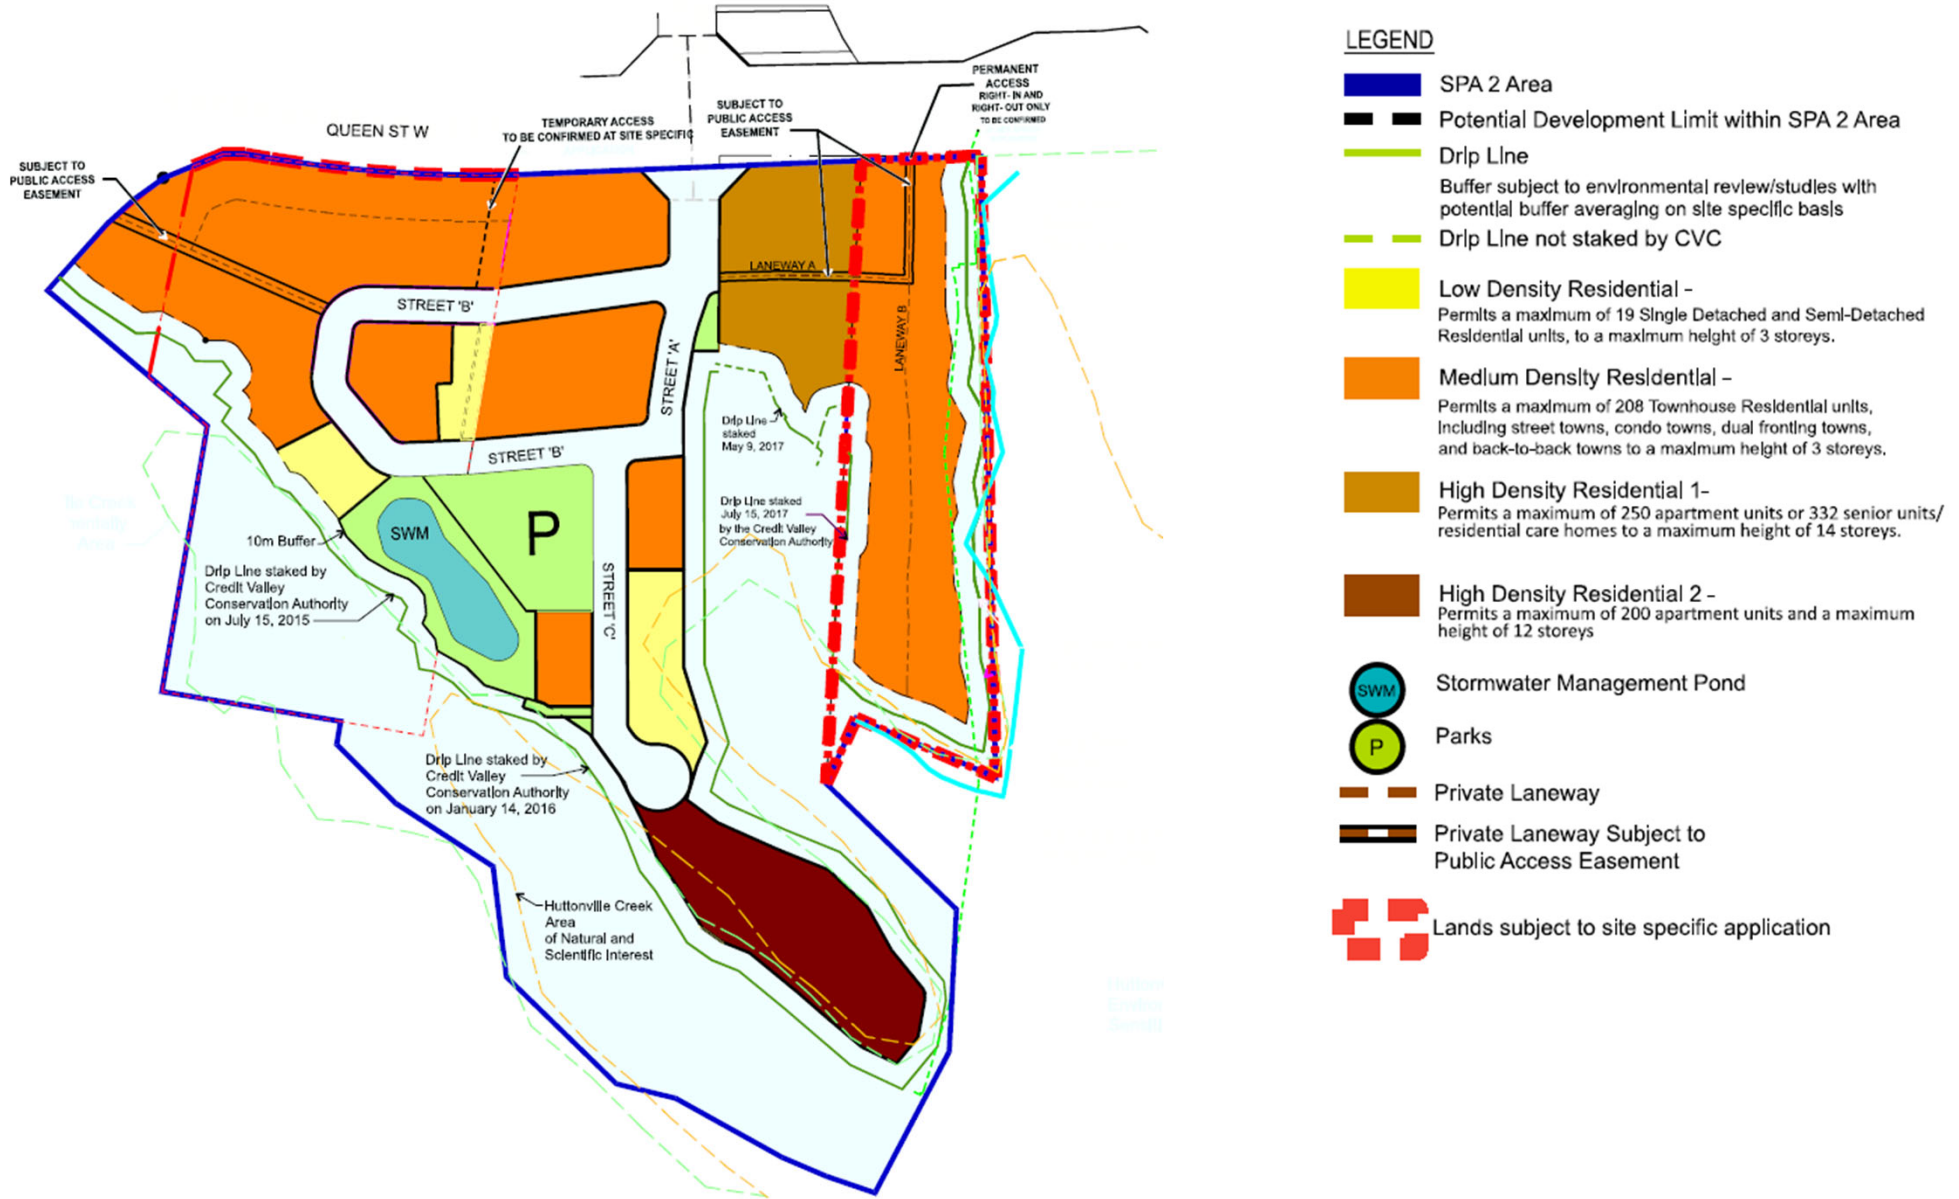 QUEEN ST W
SUBJECT TO
PUBLIC ACCESS
EASEMENT
TEMPORARY ACCESS
TO BE CONFIRMED AT SITE SPECIFIC
SUBJECT TO
PUBLIC ACCESS
EASEMENT
PERMANENT
ACCESS
RIGHT- IN AND
RIGHT- OUT ONLY
TO BE CONFIRMED
LANEWAY A
LANEWAY B
STREET 'B'
STREET 'A'
STREET 'B'
STREET 'C'
Drip Line
staked
May 9, 2017
Drip Line staked
July 15, 2017
by the Credit Valley
Conservation Authority
SWM
P
10m Buffer
Drip Line staked by
Credit Valley
Conservation Authority
on July 15, 2015
Drip Line staked by
Credit Valley
Conservation Authority
on January 14, 2016
Huttonville Creek
Area
of Natural and
Scientific Interest
LEGEND
SPA 2 Area
Potential Development Limit within SPA 2 Area
Drip Line
Buffer subject to environmental review/studies with
potential buffer averaging on site specific basis
Drip Line not staked by CVC
Low Density Residential -
Permits a maximum of 19 Single Detached and Semi-Detached
Residential units, to a maximum height of 3 storeys.
Medium Density Residential -
Permits a maximum of 208 Townhouse Residential units,
including street towns, condo towns, dual fronting towns,
and back-to-back towns to a maximum height of 3 storeys.
High Density Residential 1-
Permits a maximum of 250 apartment units or 332 senior units/
residential care homes to a maximum height of 14 storeys.
High Density Residential 2 -
Permits a maximum of 200 apartment units and a maximum
height of 12 storeys
SWM
Stormwater Management Pond
P
Parks
Private Laneway
Private Laneway Subject to
Public Access Easement
Lands subject to site specific application